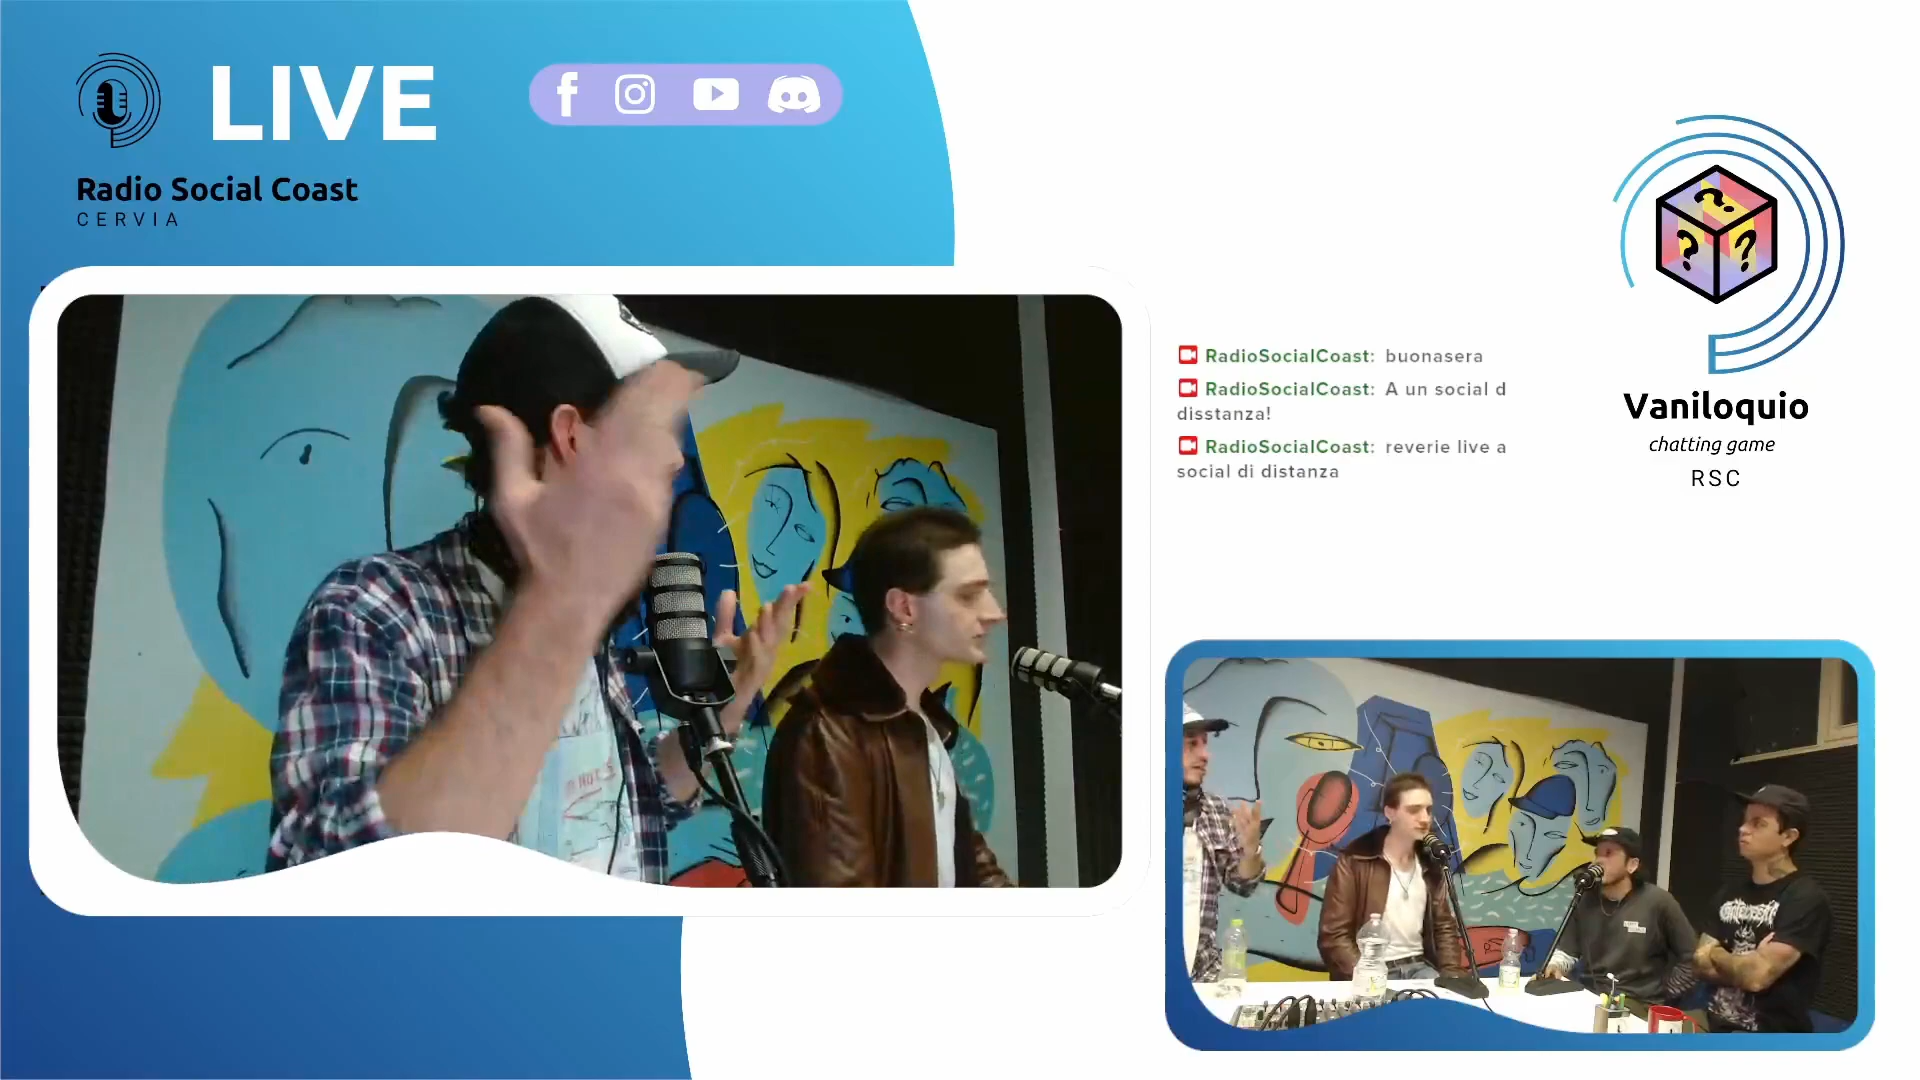 LIVE
Radio Social Coast
CERVIA
RadioSocialCoast: buonasera
RadioSocialCoast: A un social d
disstanza!
RadioSocialCoast: reverie live a
social di distanza
Vaniloquio
chatting game
RSC